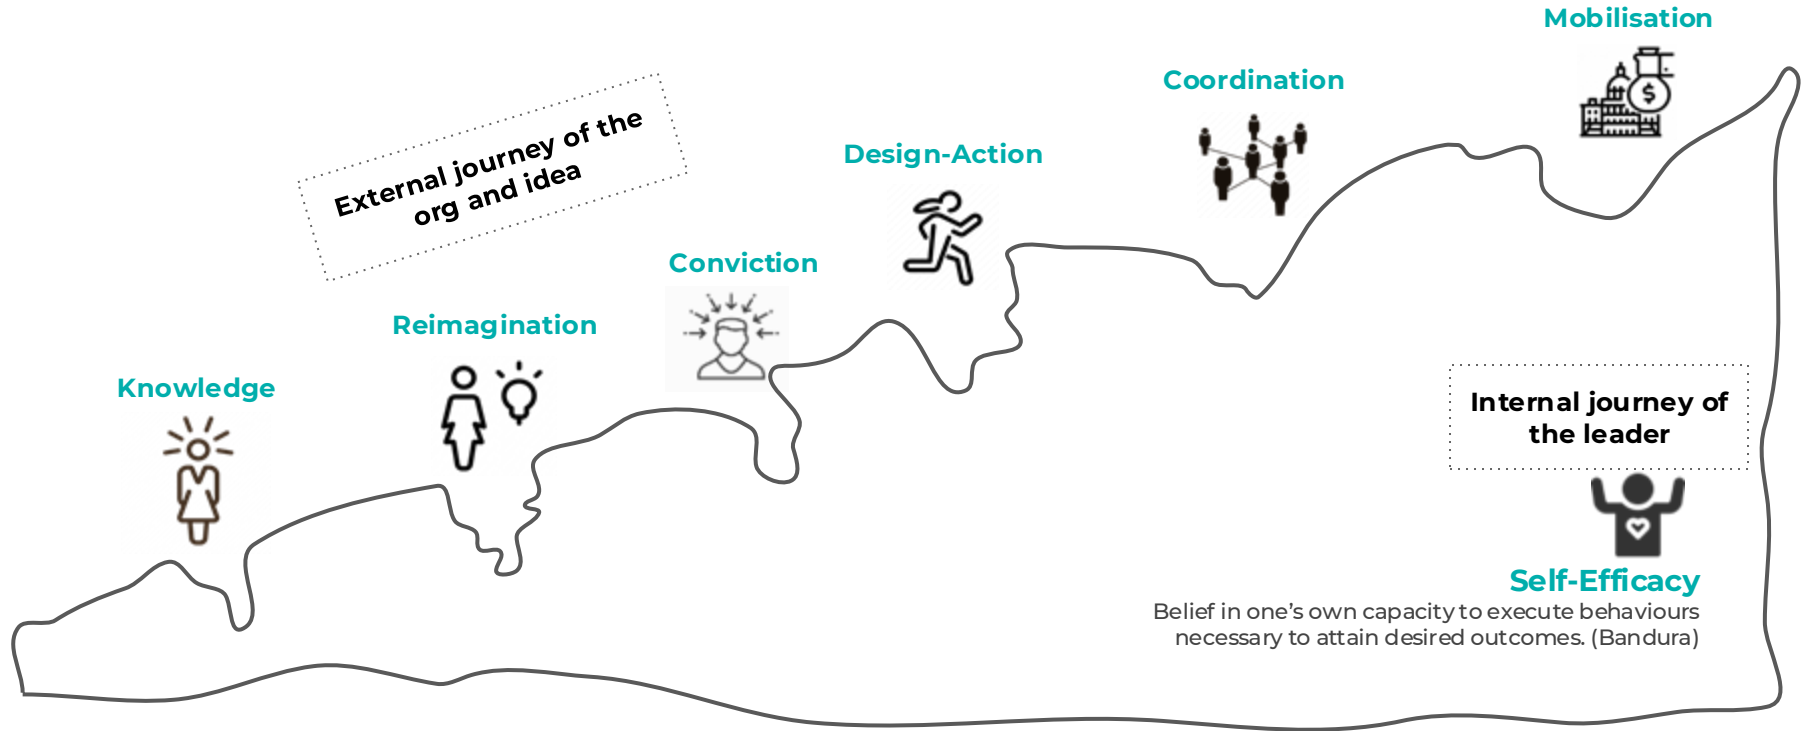 Mobilisation
Coordination
Design-Action
External journey of the
org and idea
Conviction
Reimagination
Knowledge
$
Internal journey of
the leader
Self-Efficacy
Belief in one's own capacity to execute behaviours
necessary to attain desired outcomes. (Bandura)